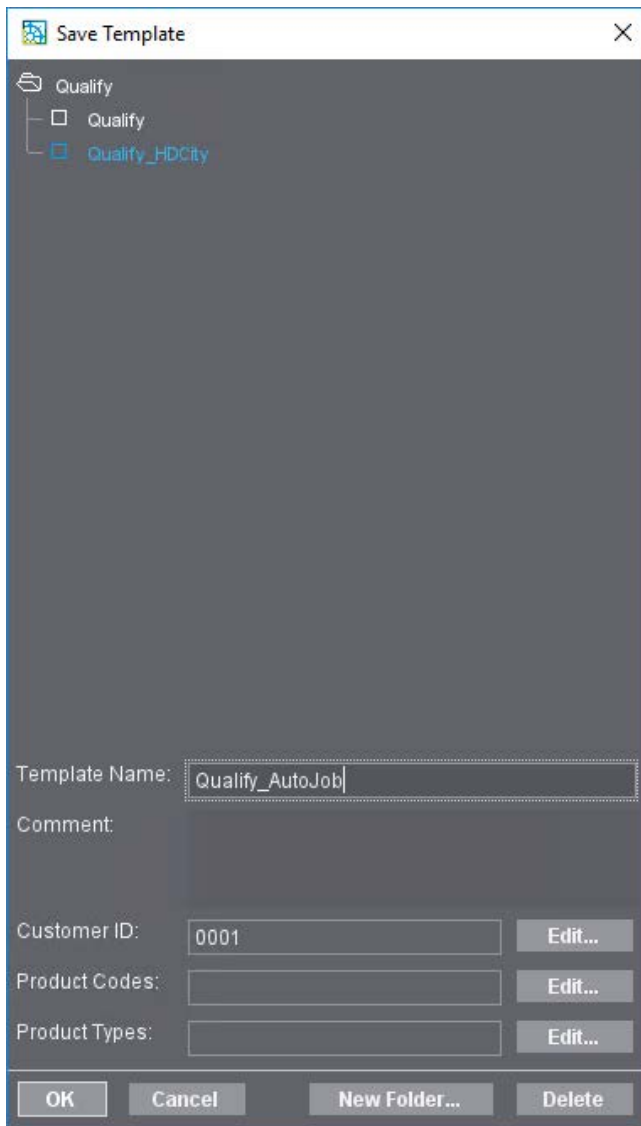 Save Template
Qualify
Qualify
Qualify_HDCity
Template Name: Qualify_AutoJob
Comment:
Customer ID: 0001 Edit...
Product Codes: Edit...
Product Types: Edit...
OK Cancel New Folder... Delete